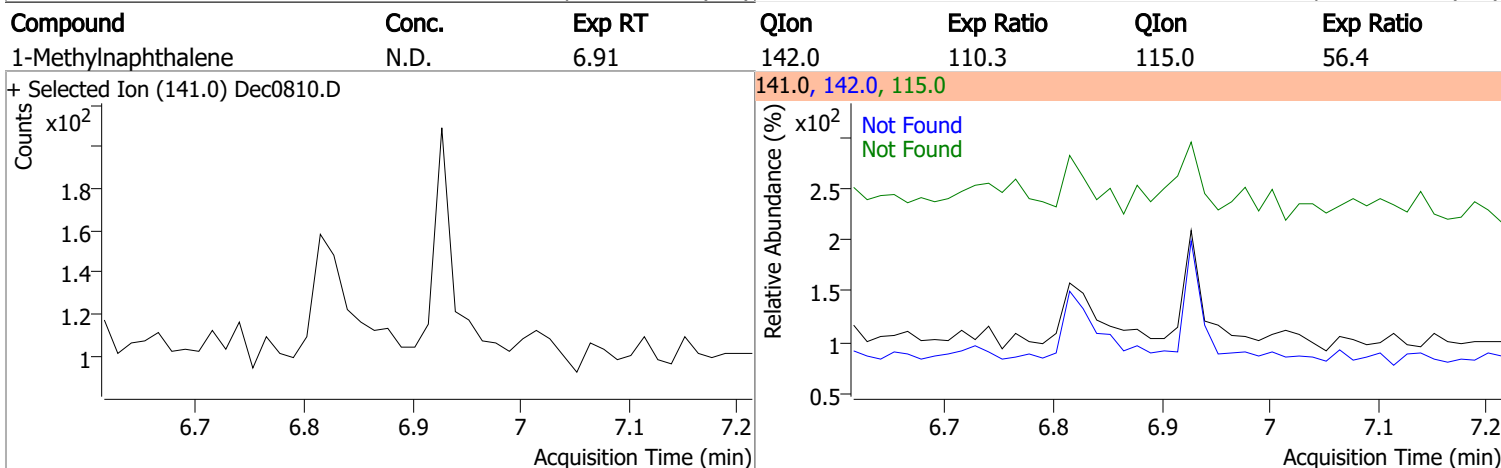 Compound Conc. Exp RT QIon Exp Ratio QIon Exp Ratio
1-Methylnaphthalene N.D. 6.91 142.0 110.3 115.0 56.4
+ Selected Ion (141.0) Dec0810.D
Counts
x10²
1.8
1.6
1.4
1.2
1
6.7 6.8 6.9 7 7.1 7.2
Acquisition Time (min)
141.0, 142.0, 115.0
Relative Abundance (%)
x10²
Not Found
Not Found
2.5
2
1.5
1
0.5
6.7 6.8 6.9 7 7.1 7.2
Acquisition Time (min)